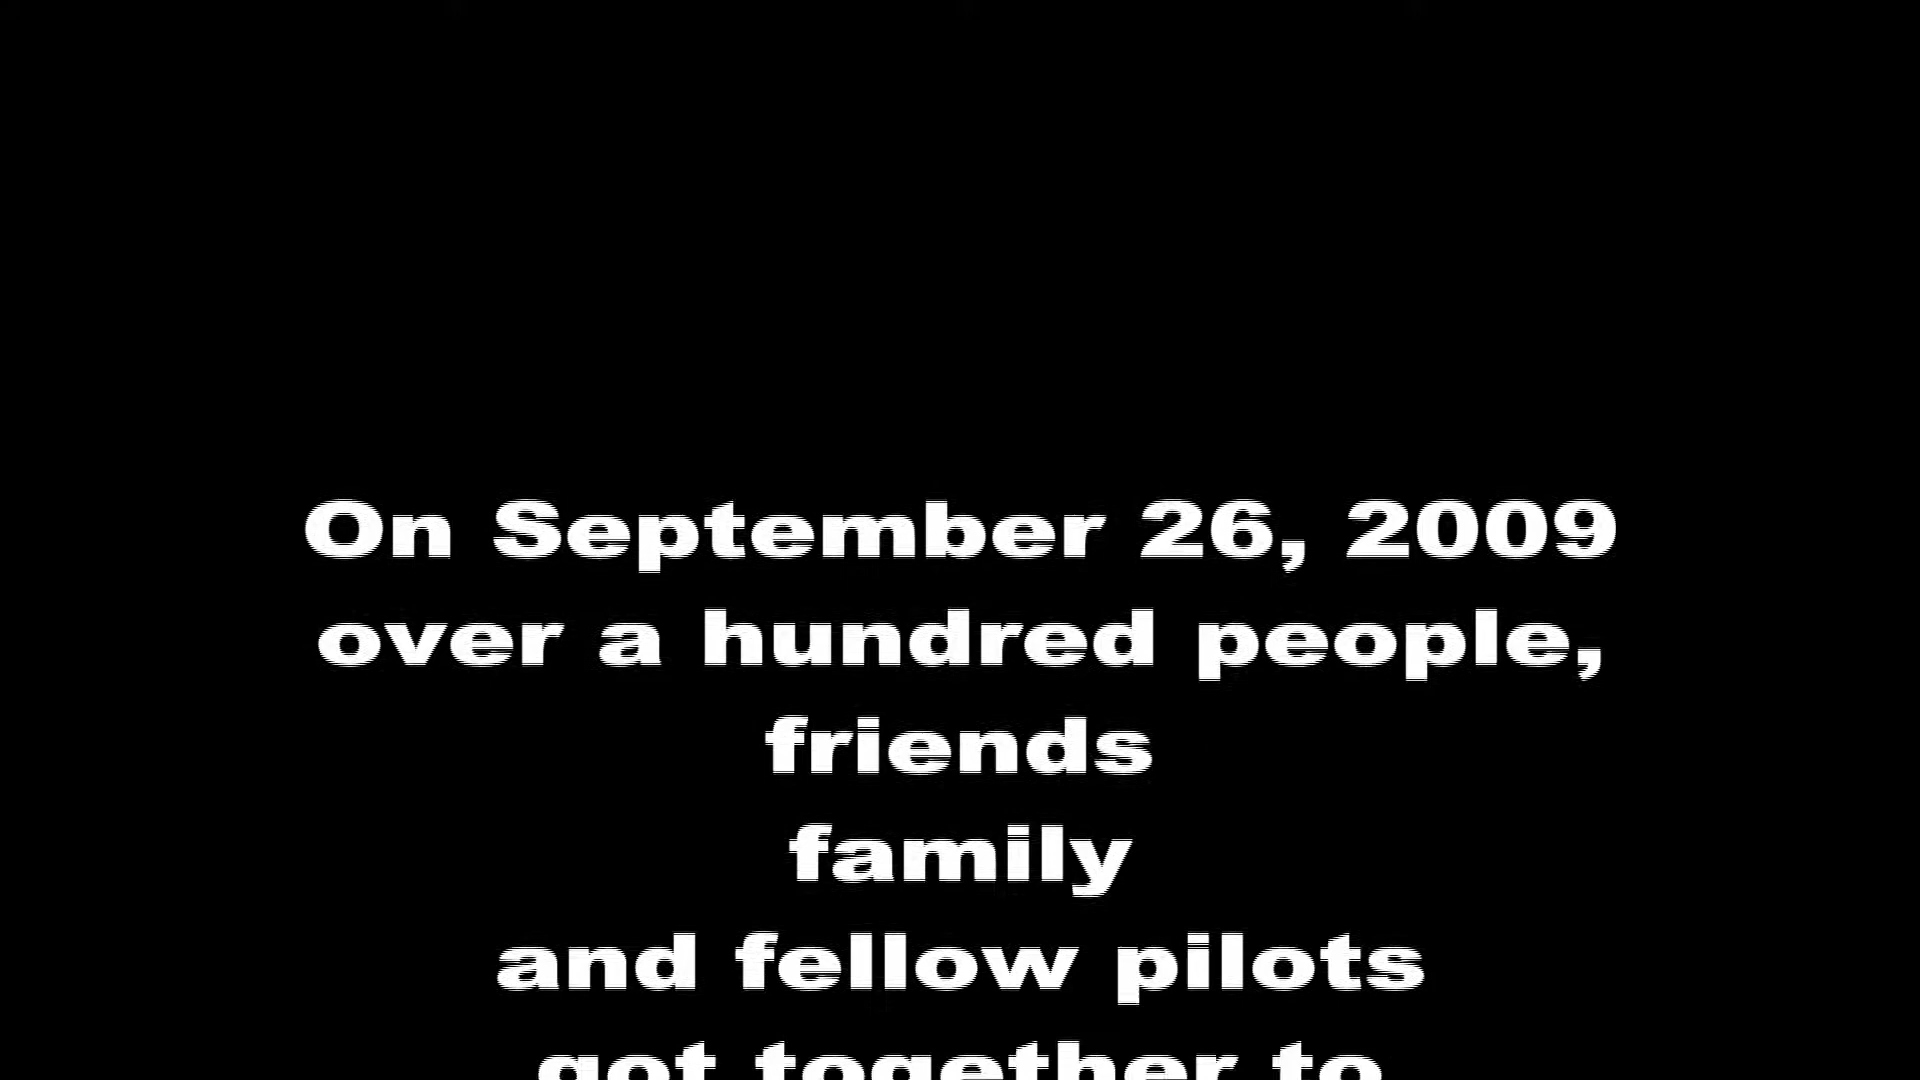 On September 26, 2009
over a hundred people,
friends
family
and fellow pilots
got together to